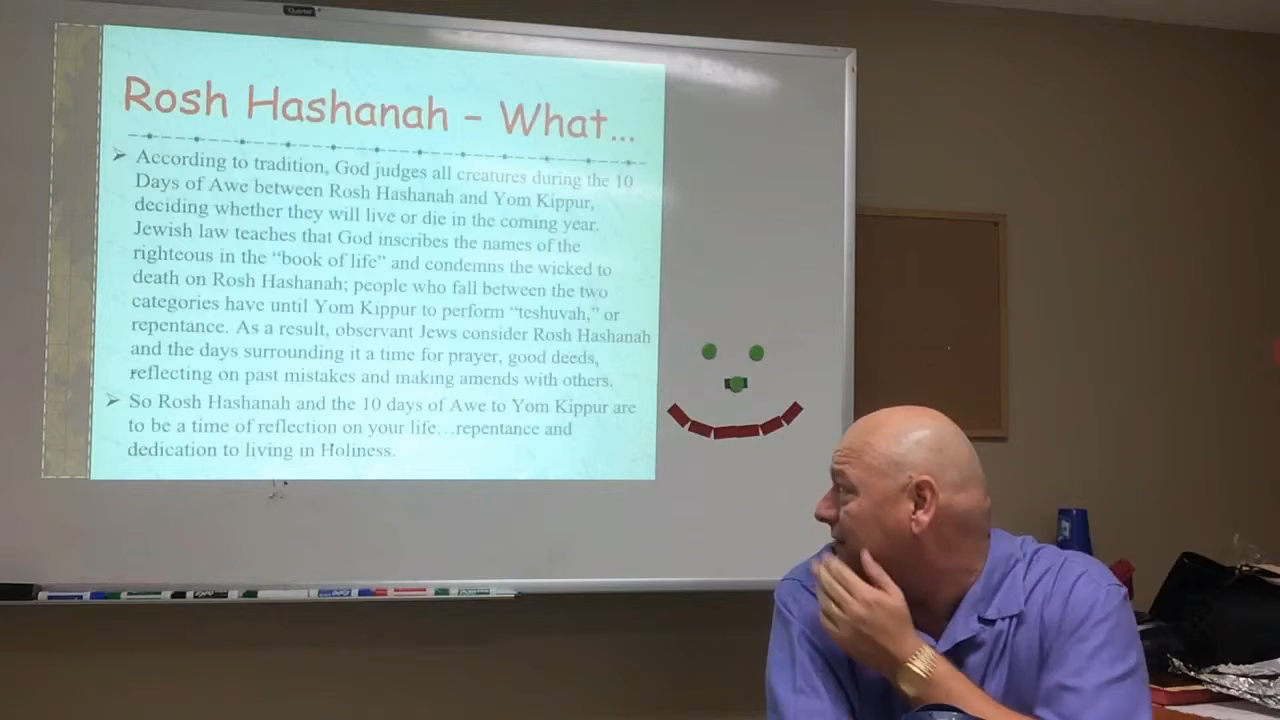 Quartet
Rosh Hashanah – What...
➢ According to tradition, God judges all creatures during the 10
Days of Awe between Rosh Hashanah and Yom Kippur,
deciding whether they will live or die in the coming year.
Jewish law teaches that God inscribes the names of the
righteous in the “book of life” and condemns the wicked to
death on Rosh Hashanah; people who fall between the two
categories have until Yom Kippur to perform “teshuvah,” or
repentance. As a result, observant Jews consider Rosh Hashanah
and the days surrounding it a time for prayer, good deeds,
reflecting on past mistakes and making amends with others.
➢ So Rosh Hashanah and the 10 days of Awe to Yom Kippur are
to be a time of reflection on your life…repentance and
dedication to living in Holiness.